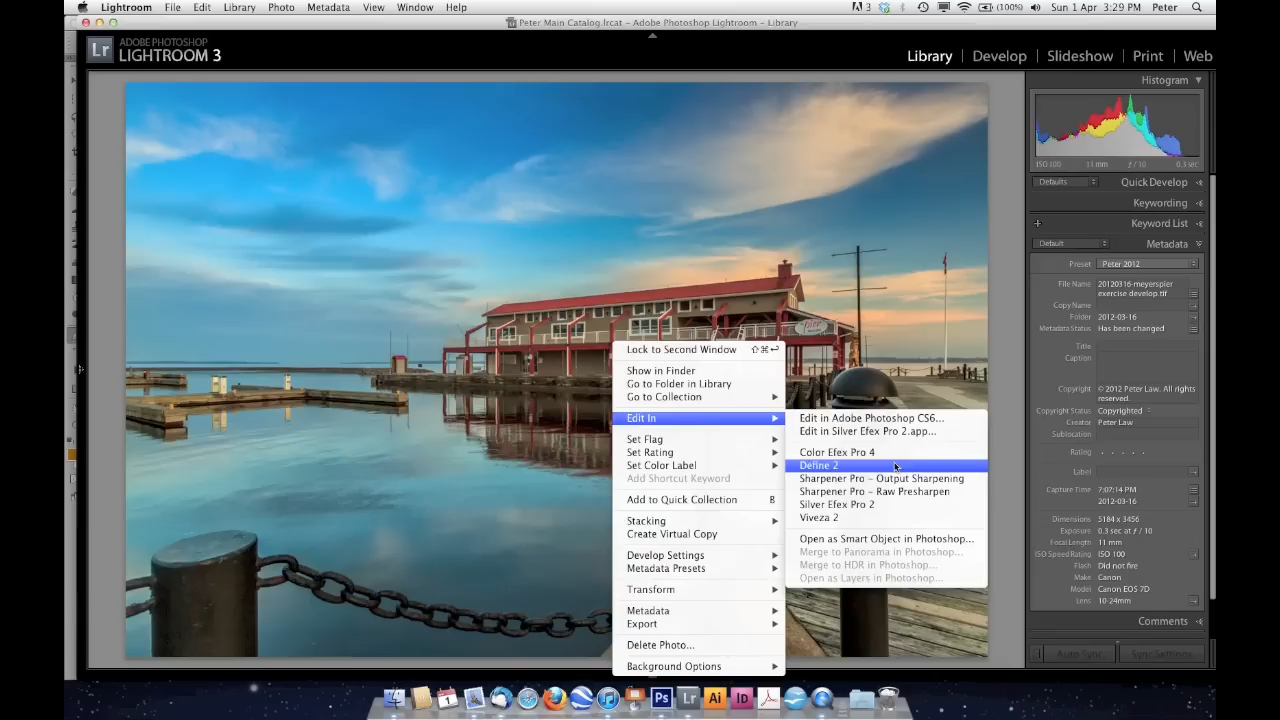 Lightroom File Edit Library Photo Metadata View Window Help 3 (100%) Sun 1 Apr 3:29 PM Peter
Peter Main Catalog.lrcat – Adobe Photoshop Lightroom – Library
Lr ADOBE PHOTOSHOP
LIGHTROOM 3
Library | Develop | Slideshow | Print | Web
Histogram
ISO 100 11 mm ƒ / 10 0.3 sec
Defaults Quick Develop
Keywording
+ Keyword List
Default Metadata
Preset Peter 2012
File Name 20120316-meyerspier
exercise develop.tif
Copy Name
Folder 2012-03-16
Metadata Status Has been changed
Title
Caption
Copyright © 2012 Peter Law. All rights
reserved.
Copyright Status Copyrighted
Creator Peter Law
Sublocation
Rating . . . . .
Label
Capture Time 7:07:14 PM
2012-03-16
Dimensions 5184 x 3456
Exposure 0.3 sec at ƒ / 10
Focal Length 11 mm
ISO Speed Rating ISO 100
Flash Did not fire
Make Canon
Model Canon EOS 7D
Lens 10-24mm
Comments
Auto Sync Sync Settings
pier
Lock to Second Window ⇧⌘↩
Show in Finder
Go to Folder in Library
Go to Collection
Edit In
Set Flag
Set Rating
Set Color Label
Add Shortcut Keyword
Add to Quick Collection B
Stacking
Create Virtual Copy
Develop Settings
Metadata Presets
Transform
Metadata
Export
Delete Photo...
Background Options
Edit in Adobe Photoshop CS6...
Edit in Silver Efex Pro 2.app...
Color Efex Pro 4
Define 2
Sharpener Pro – Output Sharpening
Sharpener Pro – Raw Presharpen
Silver Efex Pro 2
Viveza 2
Open as Smart Object in Photoshop...
Merge to Panorama in Photoshop...
Merge to HDR in Photoshop...
Open as Layers in Photoshop...
Ps Lr Ai Id